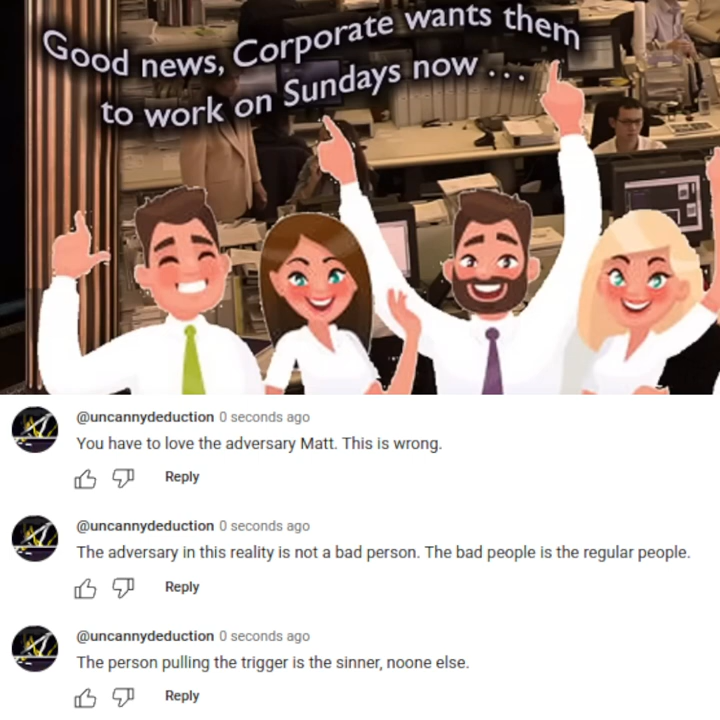 Good news, Corporate wants them
to work on Sundays now ...
@uncannydeduction 0 seconds ago
You have to love the adversary Matt. This is wrong.
Reply
@uncannydeduction 0 seconds ago
The adversary in this reality is not a bad person. The bad people is the regular people.
Reply
@uncannydeduction 0 seconds ago
The person pulling the trigger is the sinner, noone else.
Reply